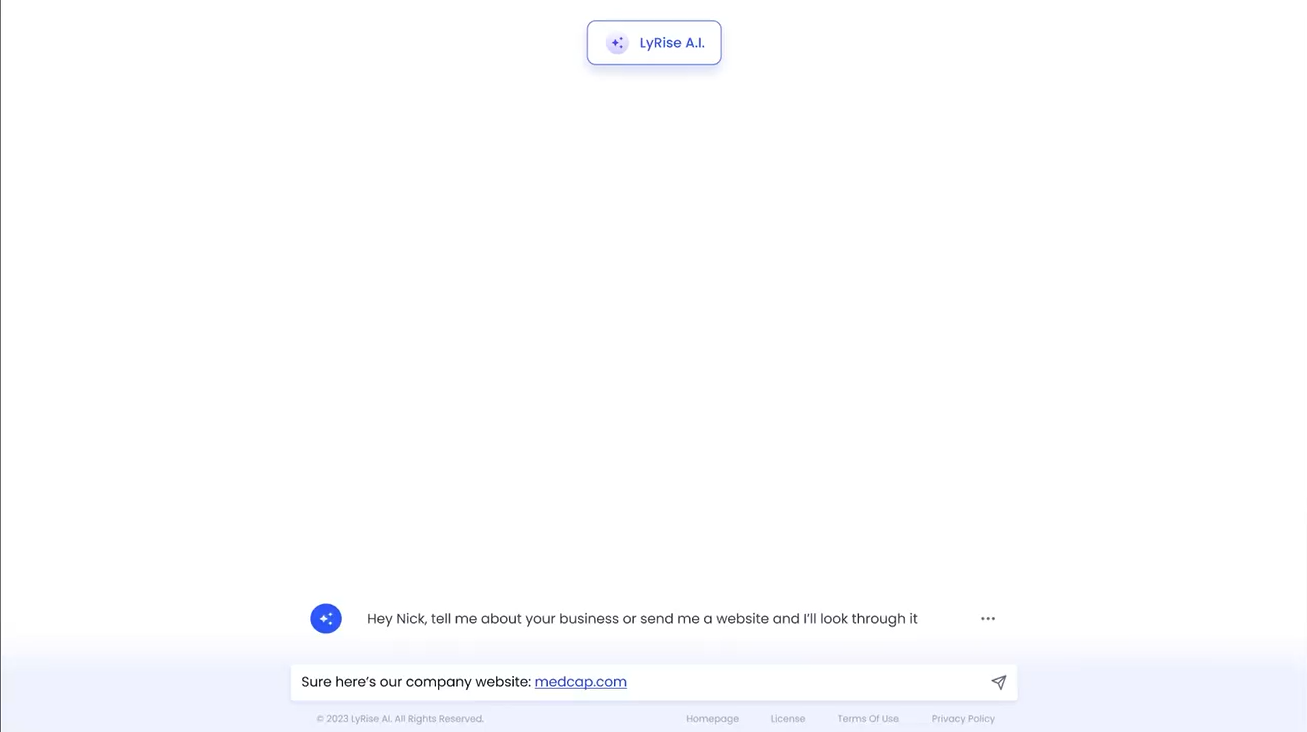 LyRise A.I.
Hey Nick, tell me about your business or send me a website and I’ll look through it
Sure here’s our company website: medcap.com
© 2023 LyRise AI. All Rights Reserved. Homepage License Terms Of Use Privacy Policy